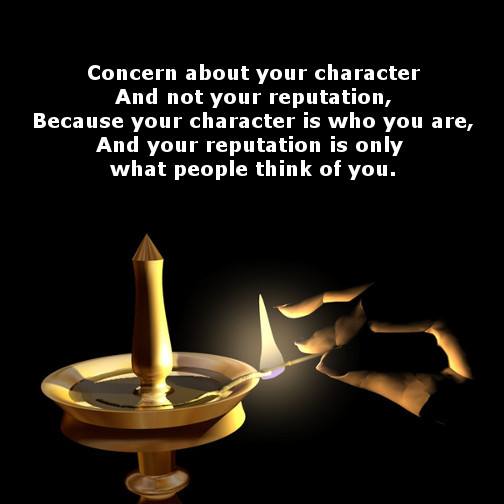 Concern about your character
And not your reputation,
Because your character is who you are,
And your reputation is only
what people think of you.